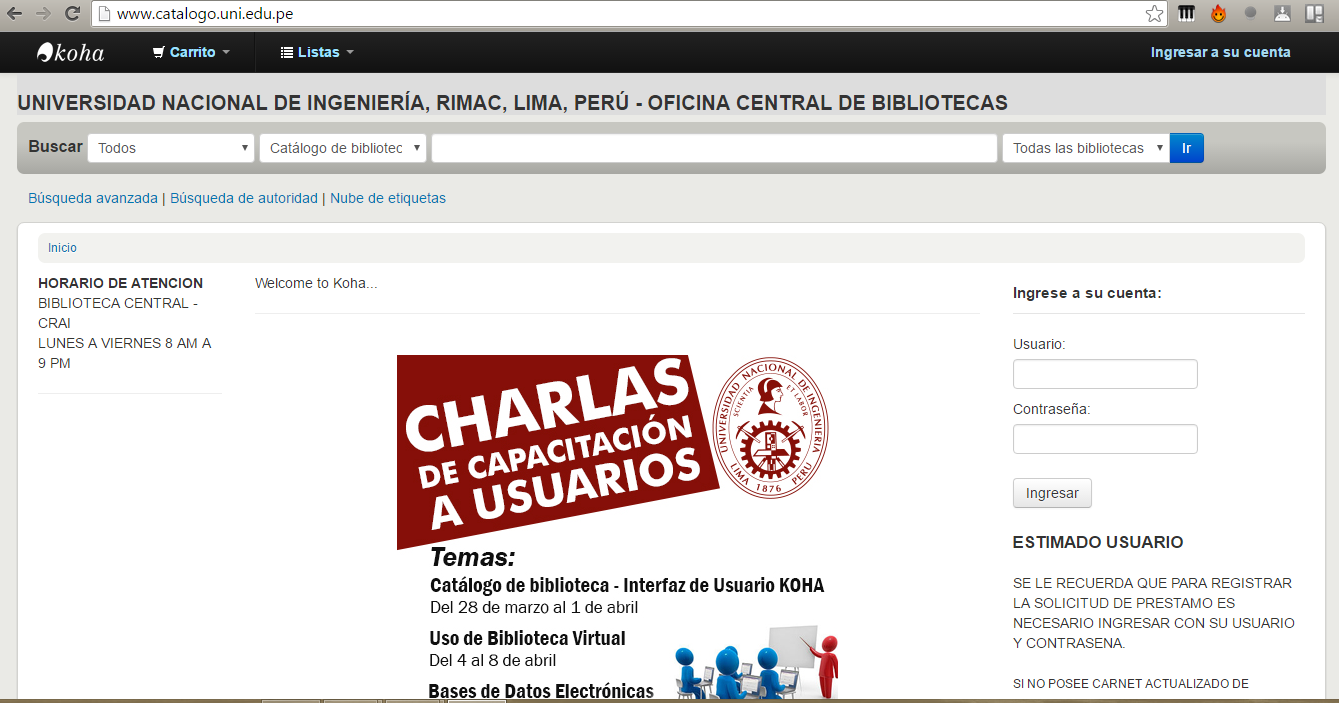 www.catalogo.uni.edu.pe
koha Carrito Listas Ingresar a su cuenta
UNIVERSIDAD NACIONAL DE INGENIERÍA, RIMAC, LIMA, PERÚ - OFICINA CENTRAL DE BIBLIOTECAS
Buscar Todos Catálogo de bibliotec Todas las bibliotecas Ir
Búsqueda avanzada | Búsqueda de autoridad | Nube de etiquetas
Inicio
HORARIO DE ATENCION
BIBLIOTECA CENTRAL -
CRAI
LUNES A VIERNES 8 AM A
9 PM
Welcome to Koha...
CHARLAS
DE CAPACITACIÓN
A USUARIOS
UNIVERSIDAD NACIONAL DE INGENIERIA
SCIENTIA ET LABOR
LIMA 1876 PERU
Temas:
Catálogo de biblioteca - Interfaz de Usuario KOHA
Del 28 de marzo al 1 de abril
Uso de Biblioteca Virtual
Del 4 al 8 de abril
Bases de Datos Electrónicas
Ingrese a su cuenta:
Usuario:
Contraseña:
Ingresar
ESTIMADO USUARIO
SE LE RECUERDA QUE PARA REGISTRAR
LA SOLICITUD DE PRESTAMO ES
NECESARIO INGRESAR CON SU USUARIO
Y CONTRASENA.
SI NO POSEE CARNET ACTUALIZADO DE